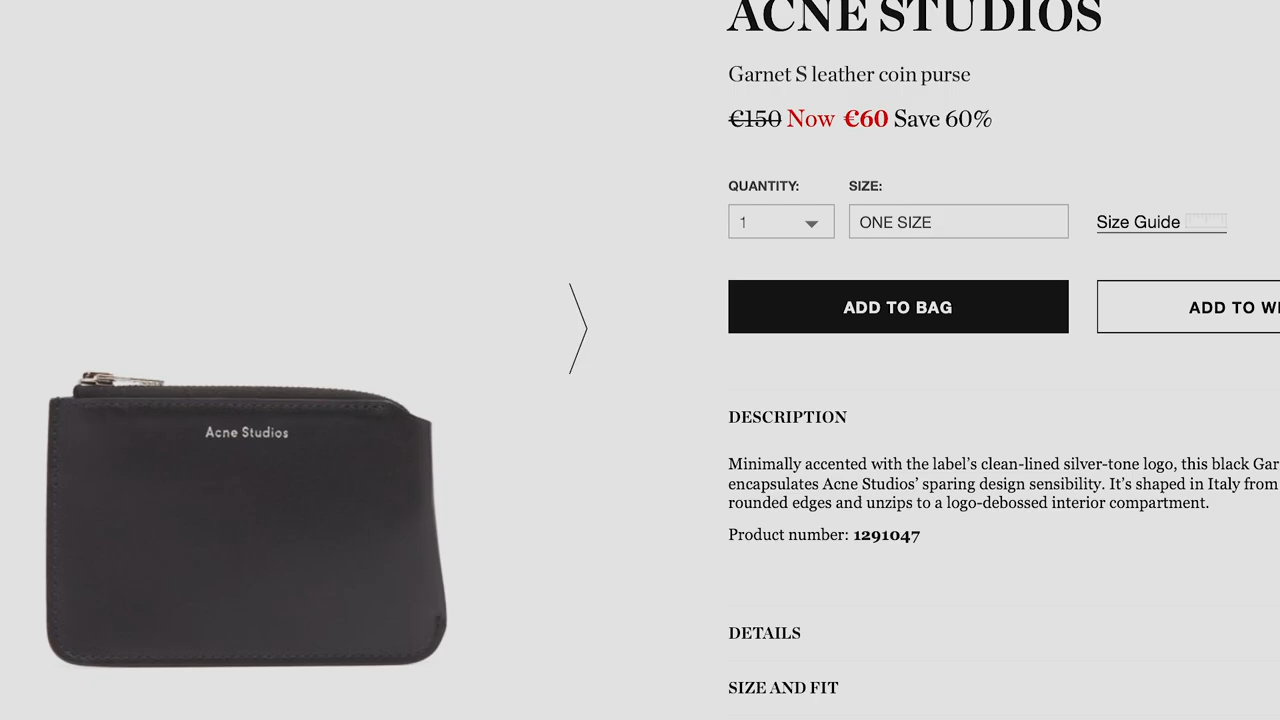 ACNE STUDIOS
Garnet S leather coin purse
€150 Now €60 Save 60%
QUANTITY: SIZE:
1 ONE SIZE Size Guide
ADD TO BAG ADD TO
Acne Studios
DESCRIPTION
Minimally accented with the label’s clean-lined silver-tone logo, this black
encapsulates Acne Studios’ sparing design sensibility. It’s shaped in Italy from
rounded edges and unzips to a logo-debossed interior compartment.
Product number: 1291047
DETAILS
SIZE AND FIT